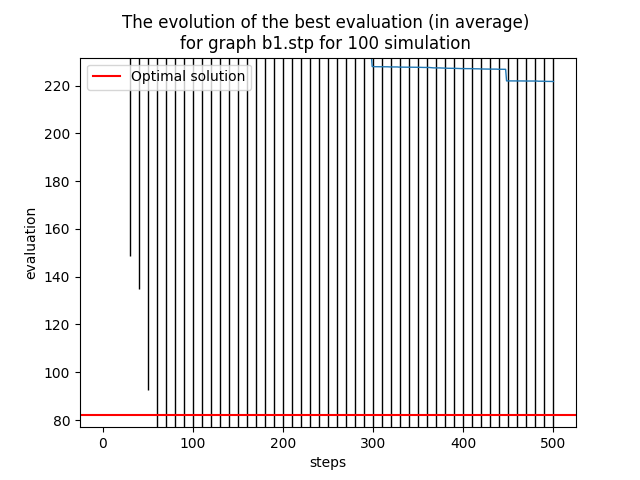 The evolution of the best evaluation (in average)
for graph b1.stp for 100 simulation
Optimal solution
220
200
180
160
140
120
100
80
evaluation
0 100 200 300 400 500
steps